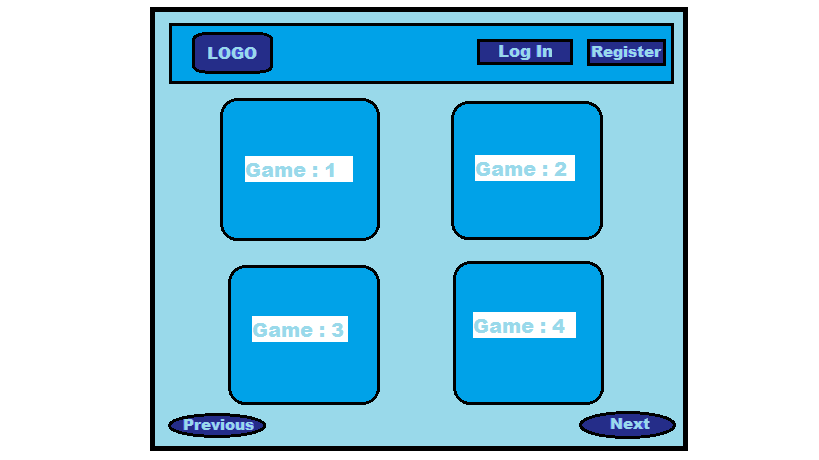 LOGO
Log In
Register
Game : 1
Game : 2
Game : 3
Game : 4
Previous
Next